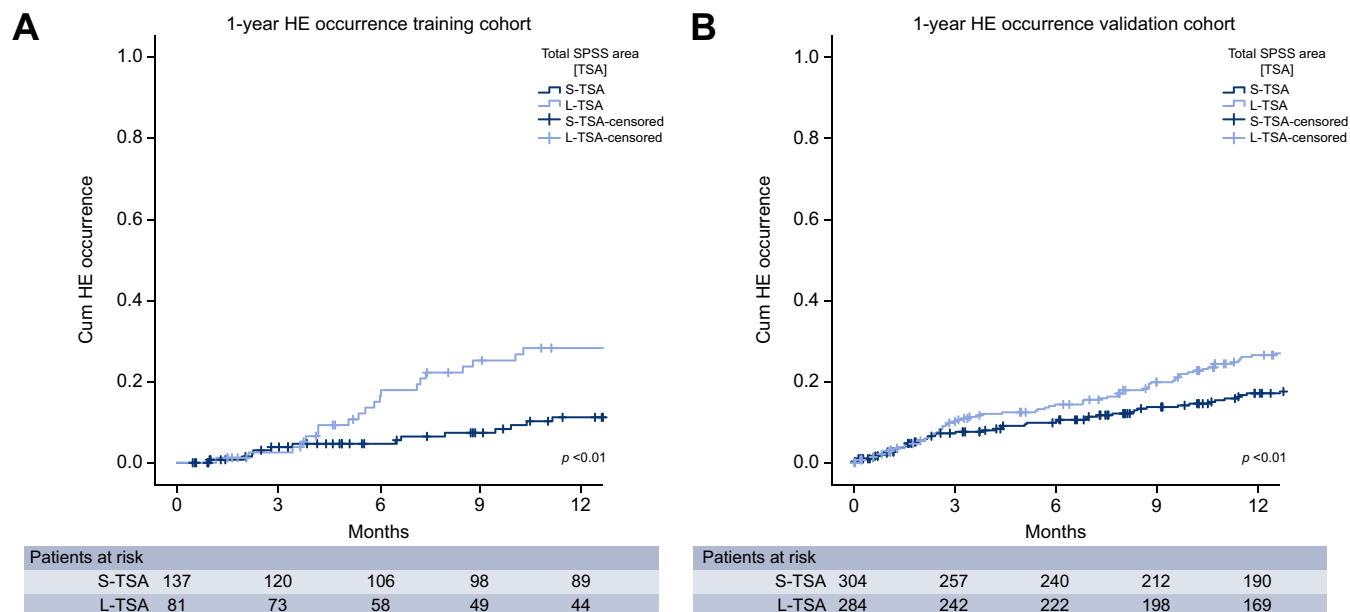 A
1-year HE occurrence training cohort
Total SPSS area
[TSA]
S-TSA
L-TSA
S-TSA-censored
L-TSA-censored
1.0
0.8
0.6
0.4
0.2
0.0
Cum HE occurrence
p <0.01
0 3 6 9 12
Months
Patients at risk
S-TSA 137 120 106 98 89
L-TSA 81 73 58 49 44
B
1-year HE occurrence validation cohort
Total SPSS area
[TSA]
S-TSA
L-TSA
S-TSA-censored
L-TSA-censored
1.0
0.8
0.6
0.4
0.2
0.0
Cum HE occurrence
p <0.01
0 3 6 9 12
Months
Patients at risk
S-TSA 304 257 240 212 190
L-TSA 284 242 222 198 169